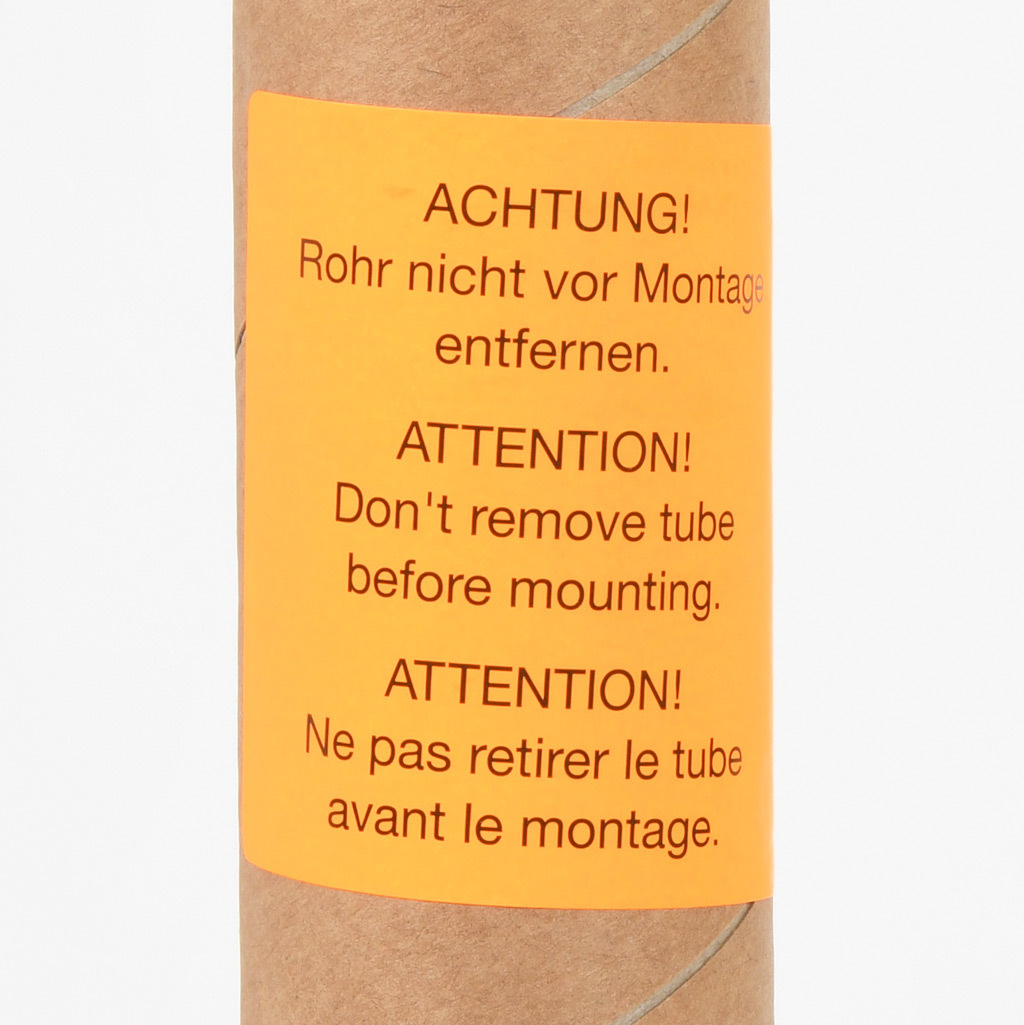 ACHTUNG!
Rohr nicht vor Montage
entfernen.
ATTENTION!
Don't remove tube
before mounting.
ATTENTION!
Ne pas retirer le tube
avant le montage.